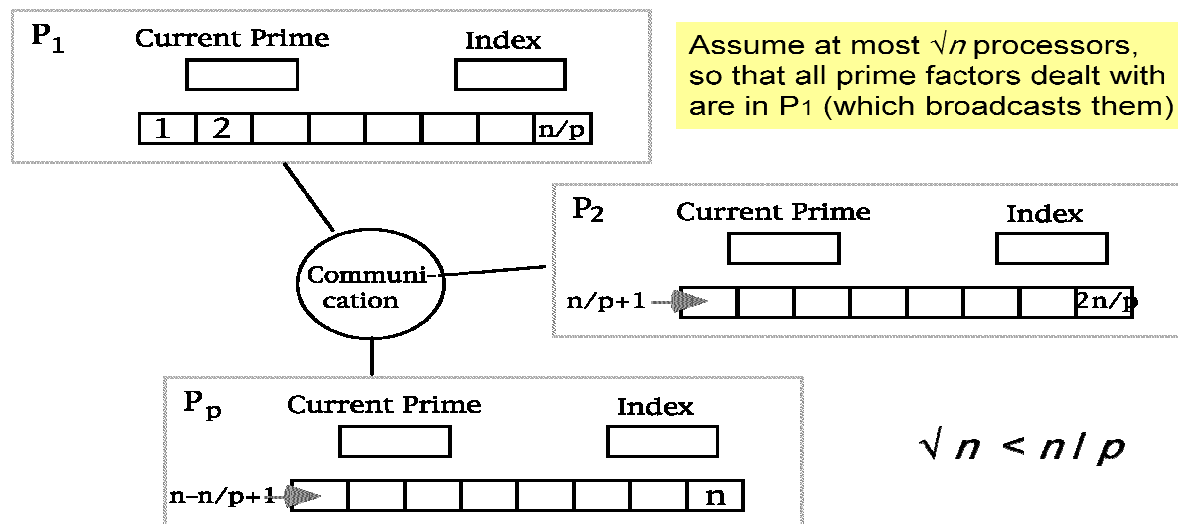 P1
Current Prime
Index
1 2 n/p
Assume at most √n processors,
so that all prime factors dealt with
are in P1 (which broadcasts them)
P2
Current Prime
Index
n/p+1
2n/p
Communi-
cation
Pp
Current Prime
Index
n–n/p+1
n
√ n < n / p